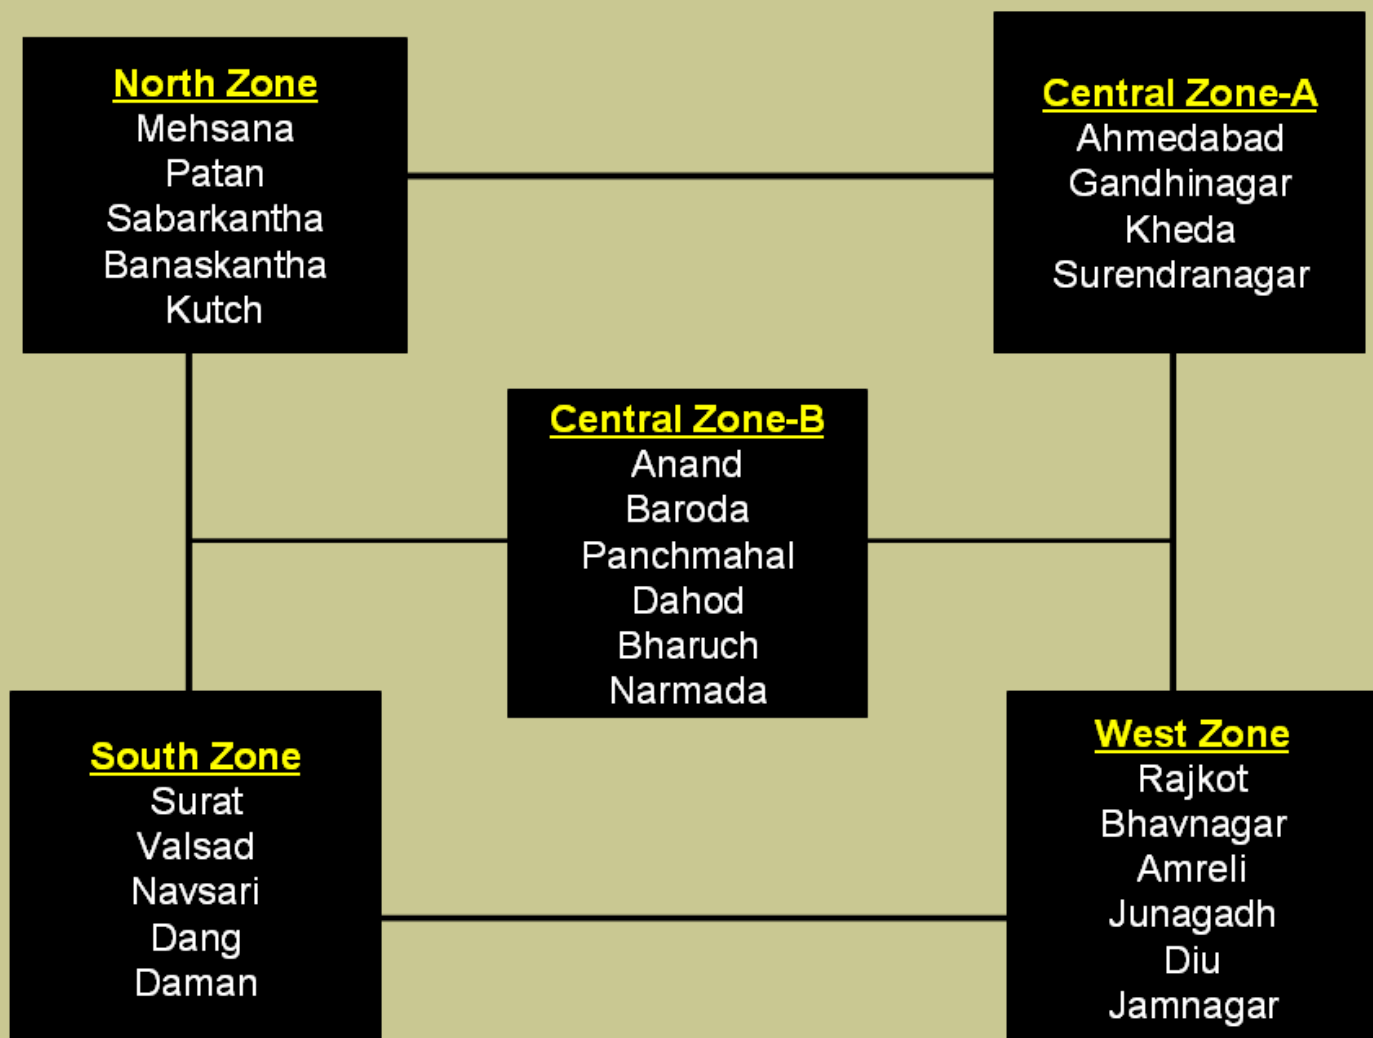 North Zone
Mehsana
Patan
Sabarkantha
Banaskantha
Kutch
Central Zone-A
Ahmedabad
Gandhinagar
Kheda
Surendranagar
Central Zone-B
Anand
Baroda
Panchmahal
Dahod
Bharuch
Narmada
South Zone
Surat
Valsad
Navsari
Dang
Daman
West Zone
Rajkot
Bhavnagar
Amreli
Junagadh
Diu
Jamnagar